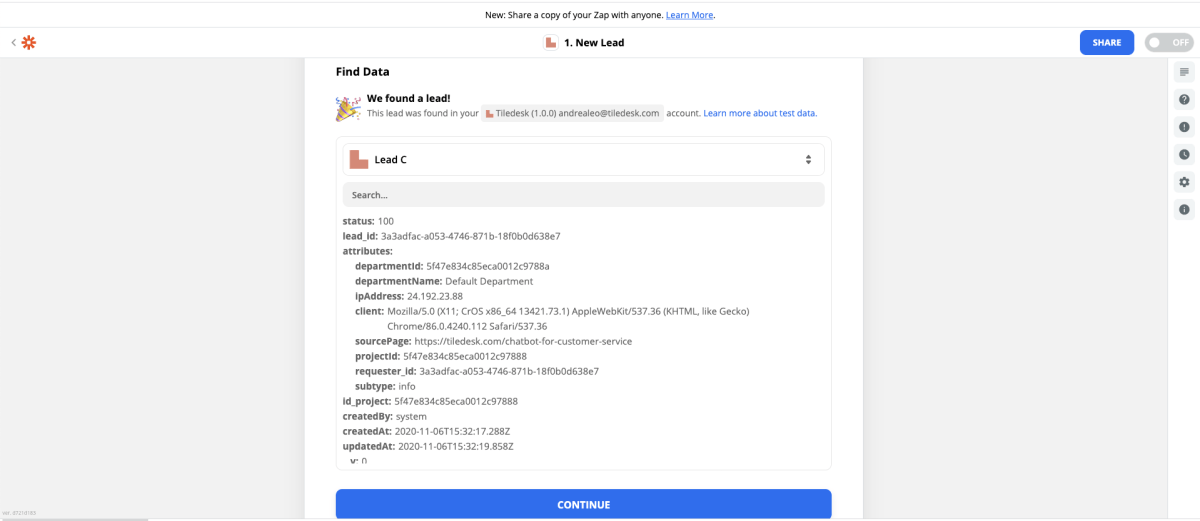 New: Share a copy of your Zap with anyone. Learn More.
1. New Lead
SHARE
OFF
Find Data
We found a lead!
This lead was found in your Tiledesk (1.0.0) andrealeo@tiledesk.com account. Learn more about test data.
Lead C
Search...
status: 100
lead_id: 3a3adfac-a053-4746-871b-18f0b0d638e7
attributes:
departmentId: 5f47e834c85eca0012c9788a
departmentName: Default Department
ipAddress: 24.192.23.88
client: Mozilla/5.0 (X11; CrOS x86_64 13421.73.1) AppleWebKit/537.36 (KHTML, like Gecko)
Chrome/86.0.4240.112 Safari/537.36
sourcePage: https://tiledesk.com/chatbot-for-customer-service
projectId: 5f47e834c85eca0012c97888
requester_id: 3a3adfac-a053-4746-871b-18f0b0d638e7
subtype: info
id_project: 5f47e834c85eca0012c97888
createdBy: system
createdAt: 2020-11-06T15:32:17.288Z
updatedAt: 2020-11-06T15:32:19.858Z
v: 0
CONTINUE